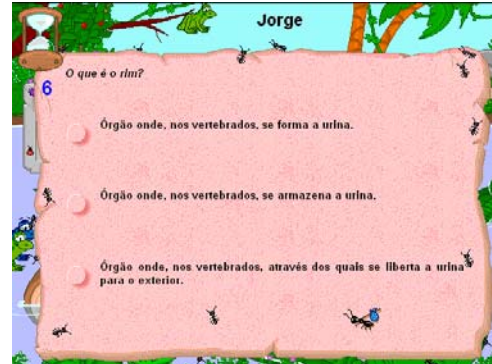 Jorge
O que é o rim?
6
Órgão onde, nos vertebrados, se forma a urina.
Órgão onde, nos vertebrados, se armazena a urina.
Órgão onde, nos vertebrados, através dos quais se liberta a urina
para o exterior.